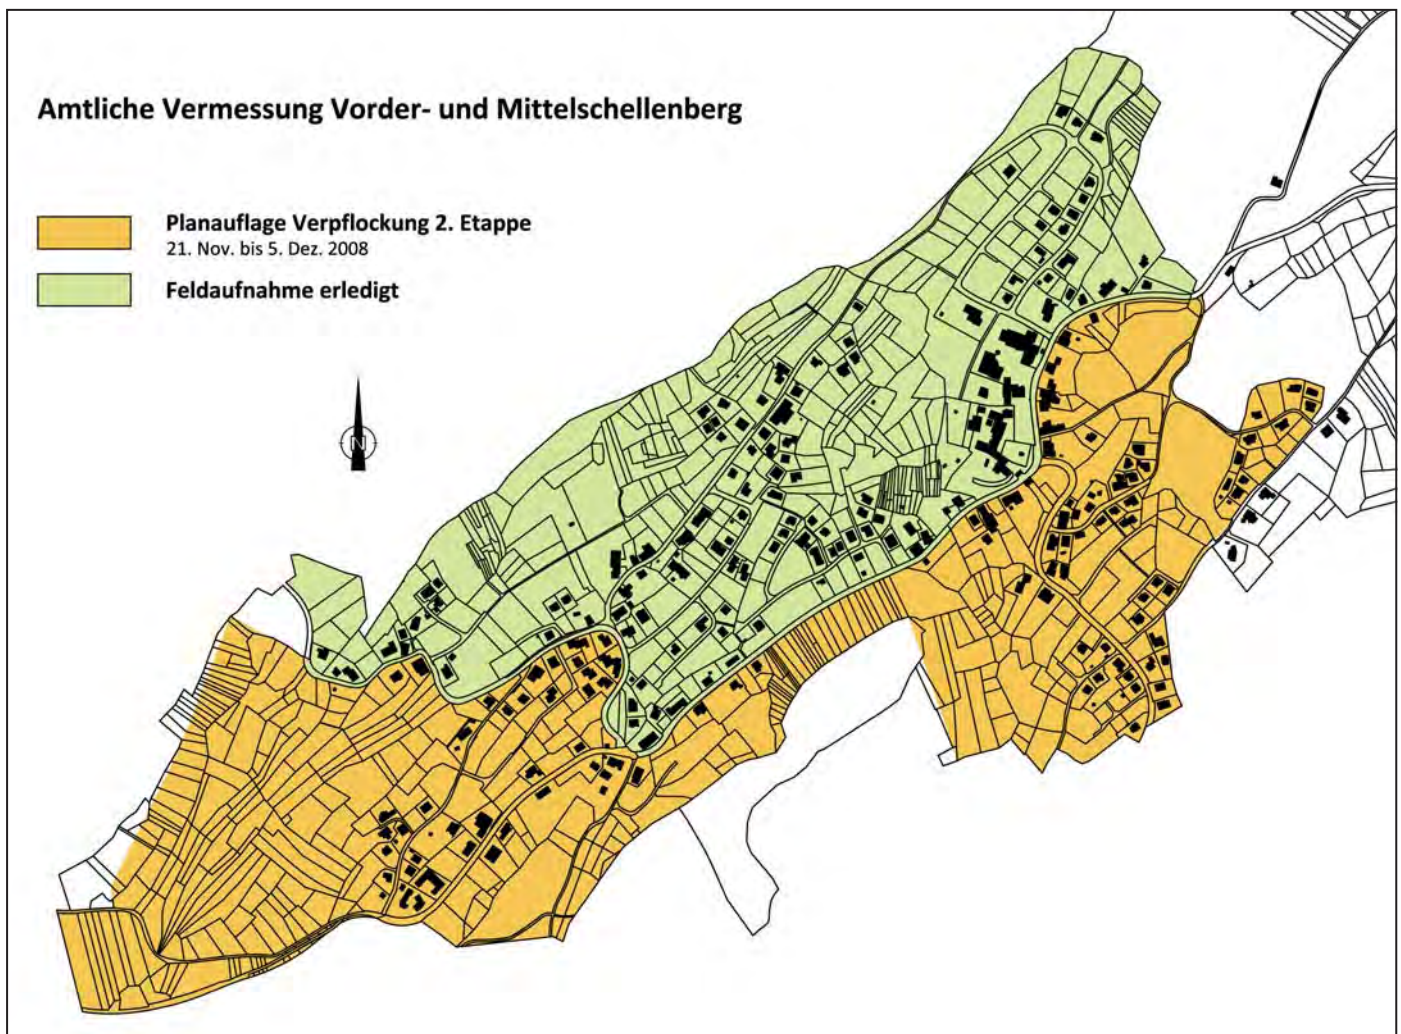 Amtliche Vermessung Vorder- und Mittelschellenberg
Planauflage Verpflockung 2. Etappe
21. Nov. bis 5. Dez. 2008
Feldaufnahme erledigt
N